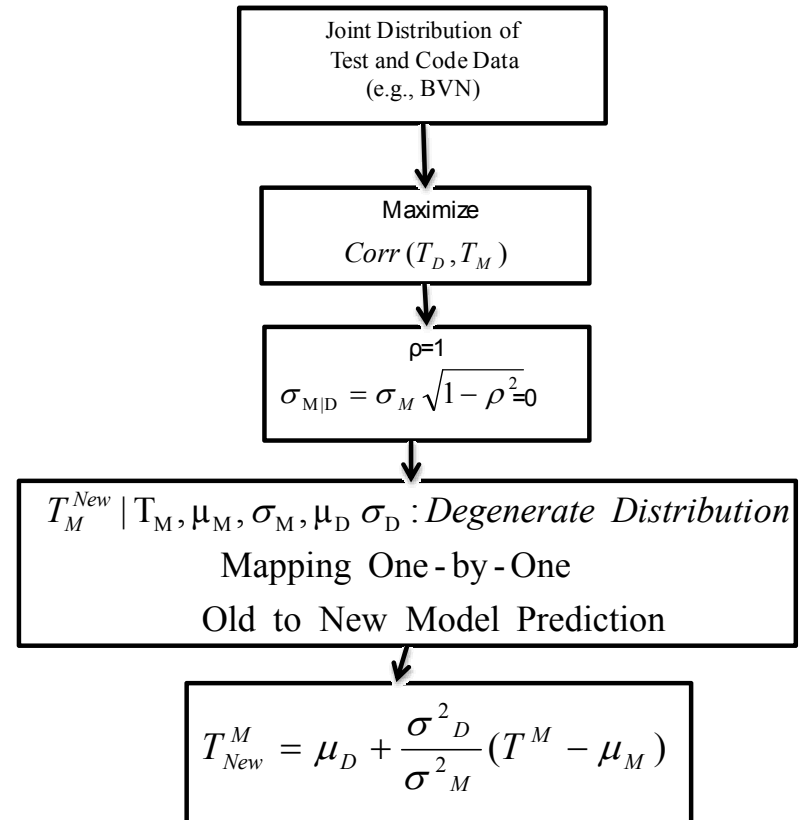 Joint Distribution of
Test and Code Data
(e.g., BVN)
Maximize
Corr (T_D , T_M )
ρ=1
σ_M|D = σ_M √(1 − ρ²) =0
T_M^New | T_M, μ_M, σ_M, μ_D σ_D : Degenerate Distribution
Mapping One - by - One
Old to New Model Prediction
T_New^M = μ_D + (σ²_D / σ²_M) (T^M − μ_M )